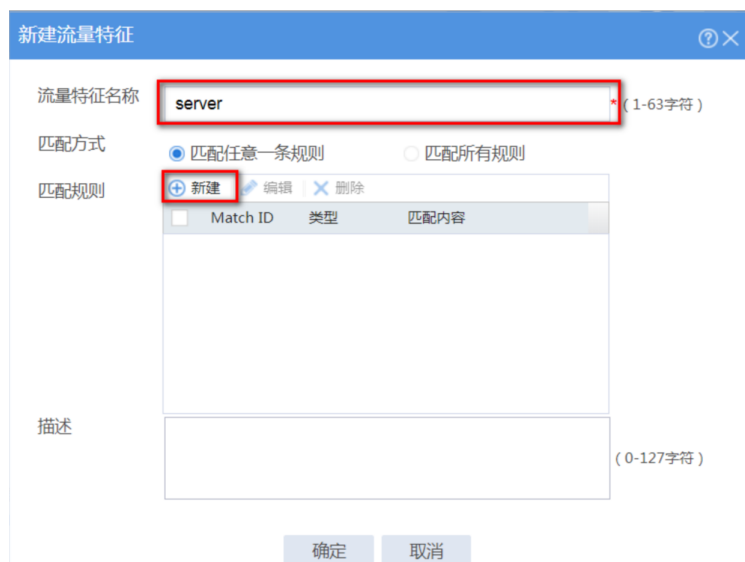 新建流量特征
流量特征名称 server *(1-63字符)
匹配方式 匹配任意一条规则 匹配所有规则
匹配规则 新建 编辑 删除
Match ID 类型 匹配内容
描述
(0-127字符)
确定 取消